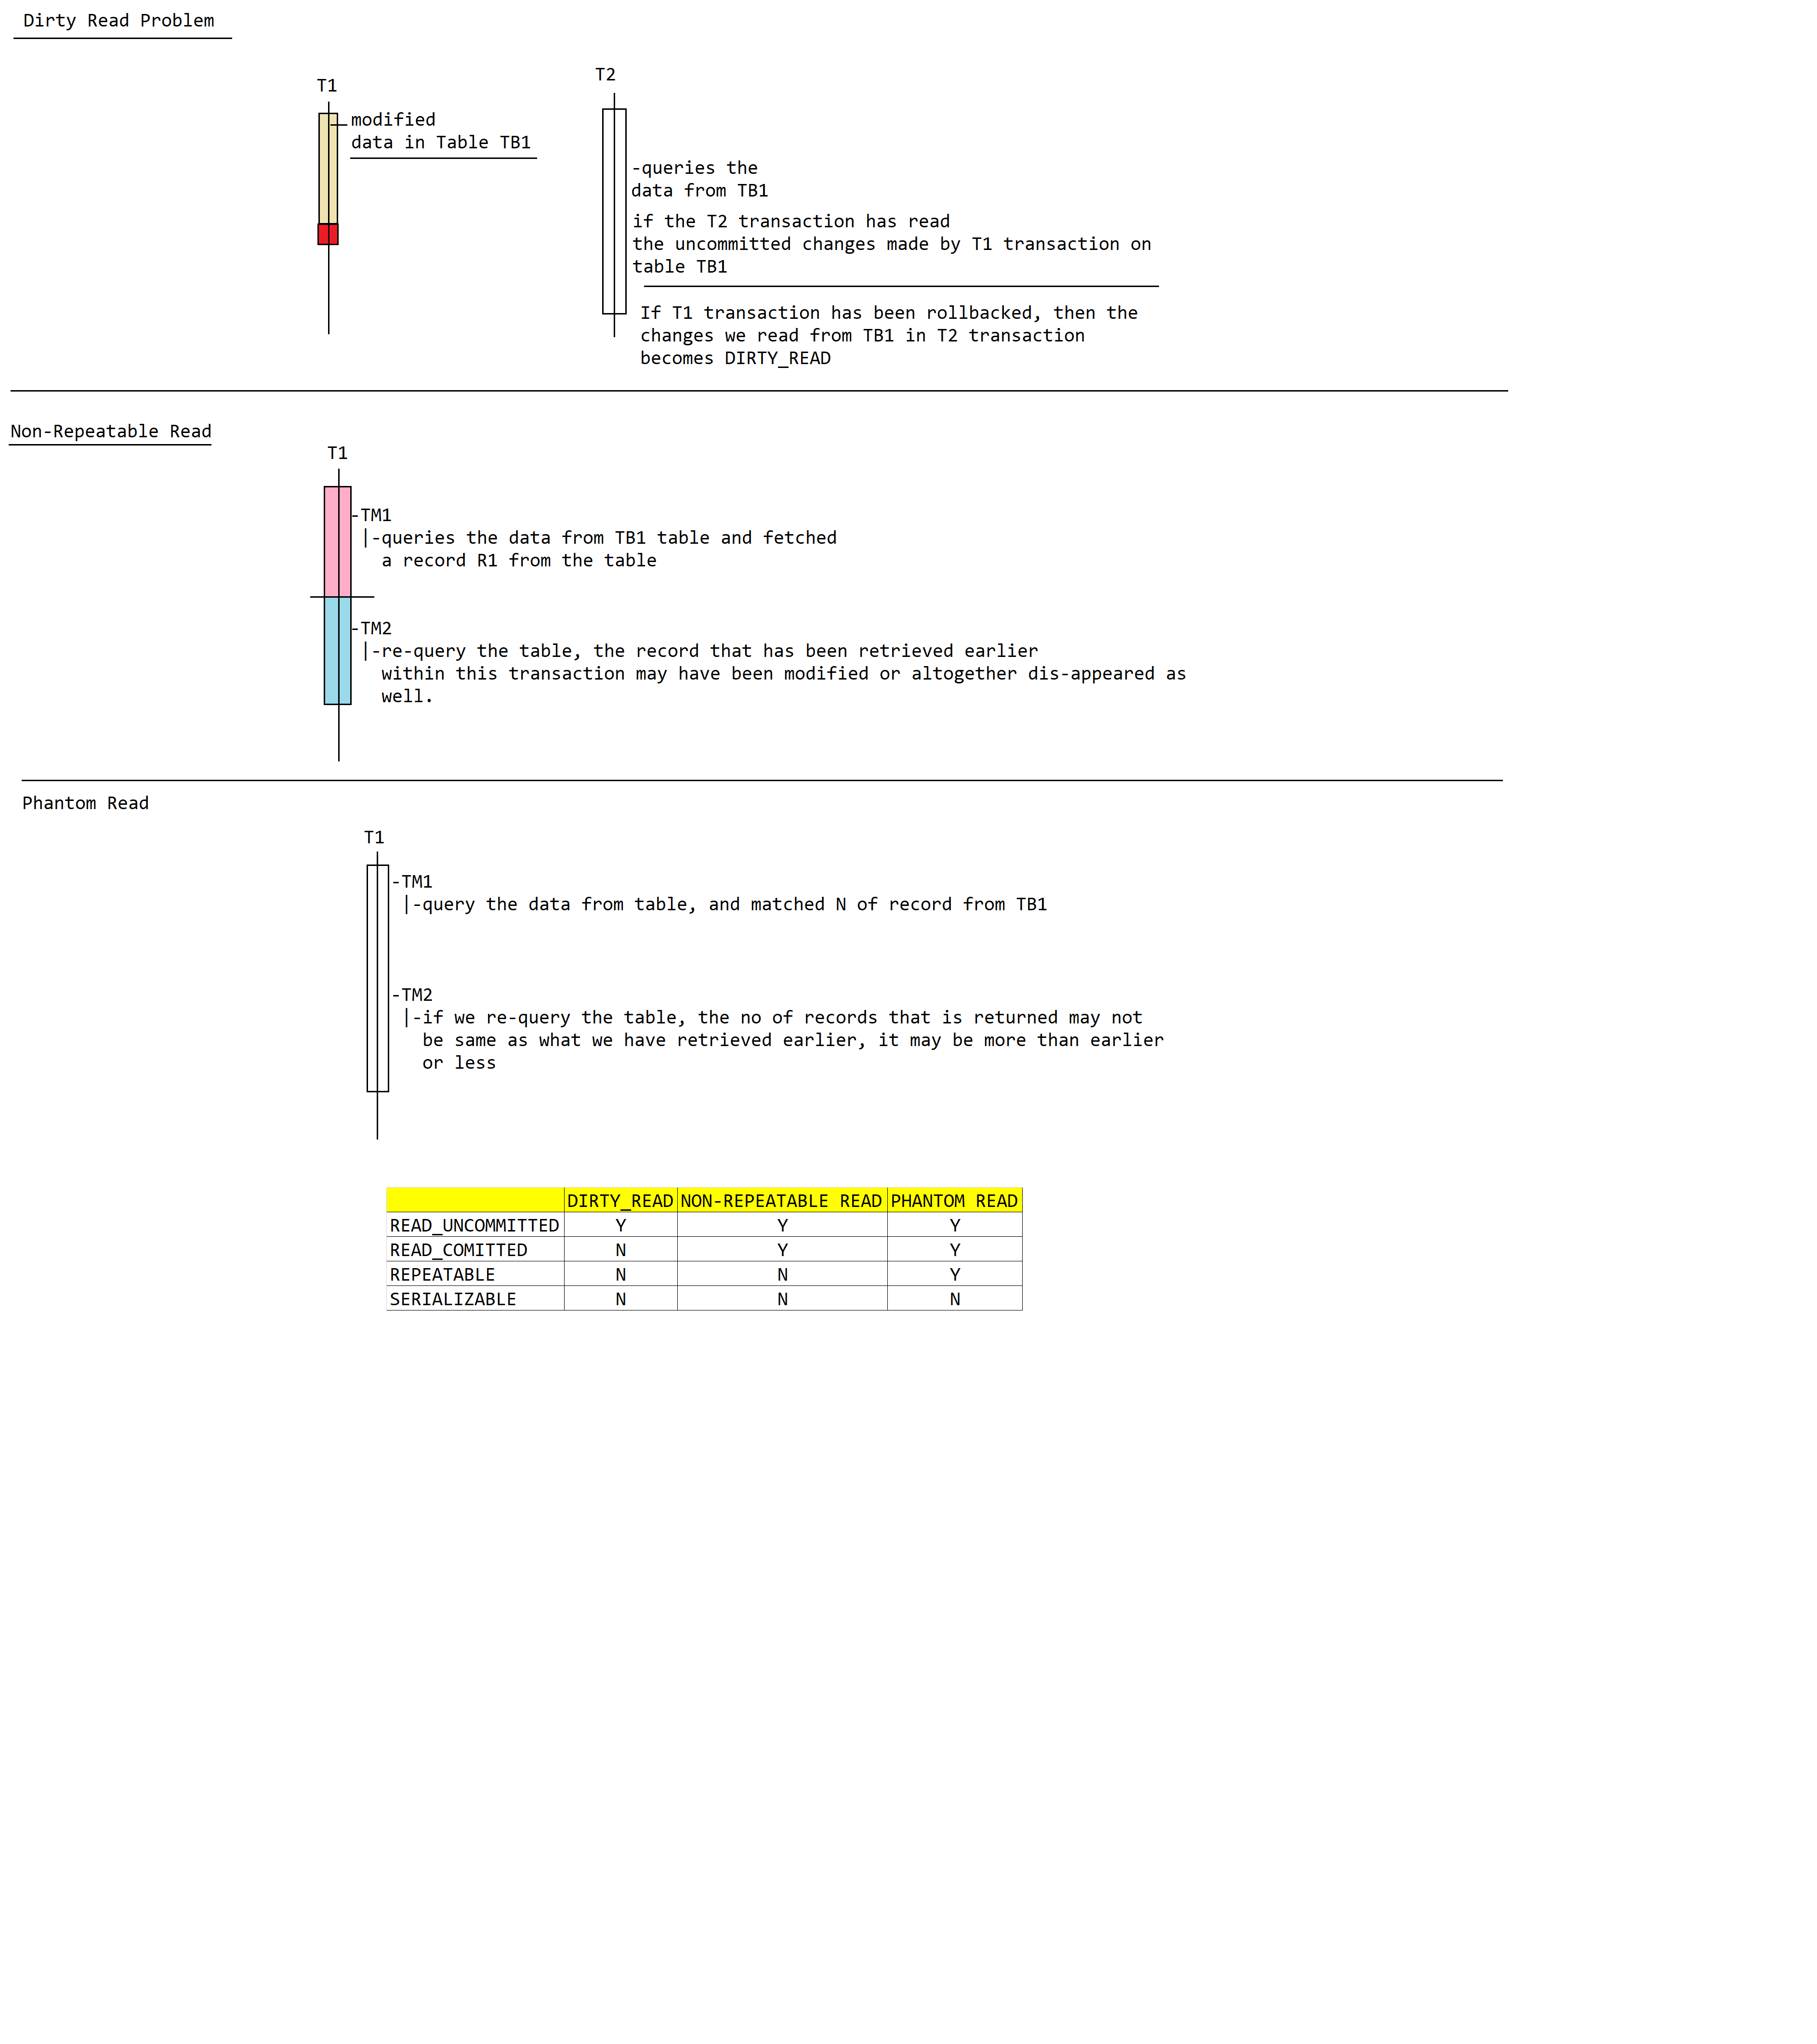 Dirty Read Problem
T1
T2
modified
data in Table TB1
-queries the
data from TB1
if the T2 transaction has read
the uncommitted changes made by T1 transaction on
table TB1
If T1 transaction has been rollbacked, then the
changes we read from TB1 in T2 transaction
becomes DIRTY_READ
Non-Repeatable Read
T1
-TM1
|-queries the data from TB1 table and fetched
a record R1 from the table
-TM2
|-re-query the table, the record that has been retrieved earlier
within this transaction may have been modified or altogether dis-appeared as
well.
Phantom Read
T1
-TM1
|-query the data from table, and matched N of record from TB1
-TM2
|-if we re-query the table, the no of records that is returned may not
be same as what we have retrieved earlier, it may be more than earlier
or less
DIRTY_READ NON-REPEATABLE READ PHANTOM READ
READ_UNCOMMITTED Y Y Y
READ_COMITTED N Y Y
REPEATABLE N N Y
SERIALIZABLE N N N